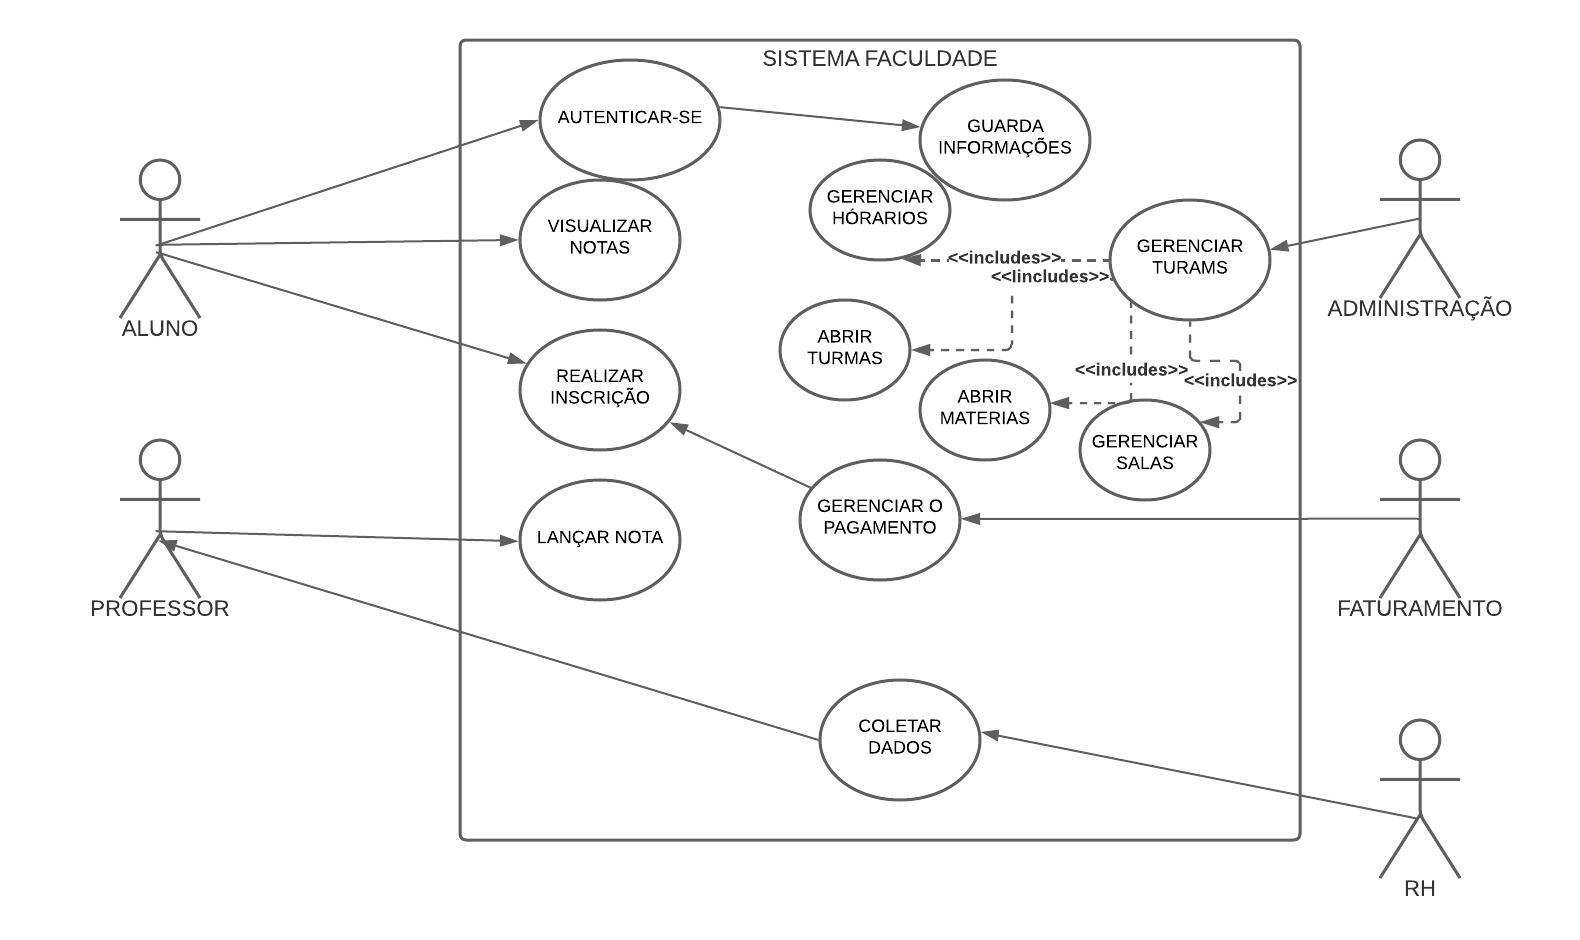 SISTEMA FACULDADE
AUTENTICAR-SE
GUARDA
INFORMAÇÕES
GERENCIAR
HÓRARIOS
VISUALIZAR
NOTAS
GERENCIAR
TURAMS
<<includes>>
<<lincludes>>
ALUNO
ADMINISTRAÇÃO
ABRIR
TURMAS
REALIZAR
INSCRIÇÃO
<<includes>>
<<includes>>
ABRIR
MATERIAS
GERENCIAR
SALAS
GERENCIAR O
PAGAMENTO
LANÇAR NOTA
PROFESSOR
FATURAMENTO
COLETAR
DADOS
RH